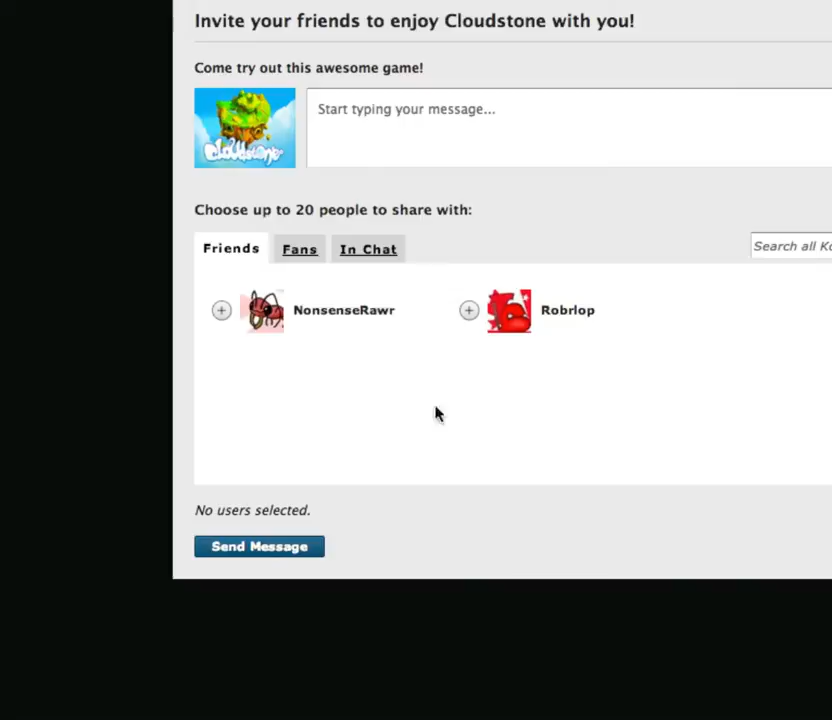 Invite your friends to enjoy Cloudstone with you!
Come try out this awesome game!
Cloudstone
Start typing your message...
Choose up to 20 people to share with:
Friends Fans In Chat Search all Ko
NonsenseRawr Robrlop
No users selected.
Send Message